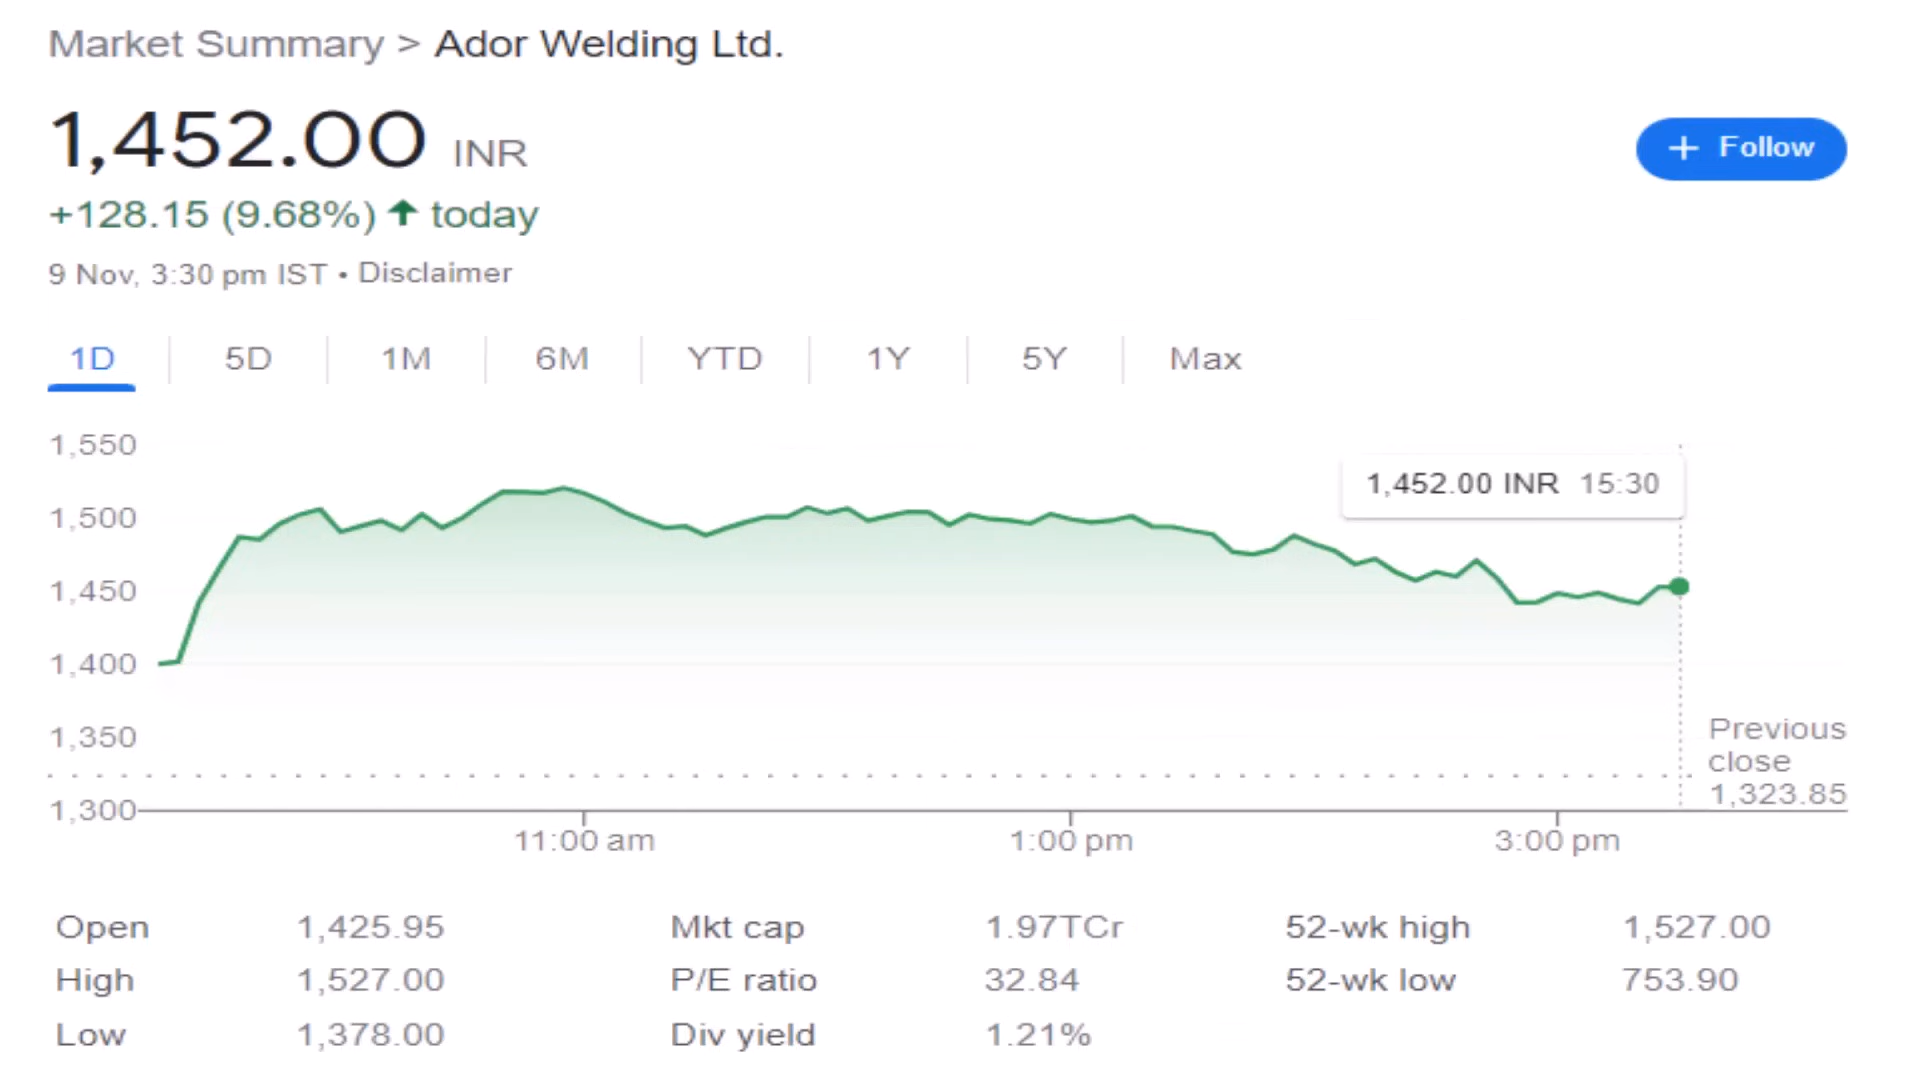 Market Summary > Ador Welding Ltd.
1,452.00 INR
+ Follow
+128.15 (9.68%) ↑ today
9 Nov, 3:30 pm IST • Disclaimer
1D 5D 1M 6M YTD 1Y 5Y Max
1,550
1,452.00 INR 15:30
1,500
1,450
1,400
1,350
Previous
close
1,323.85
1,300
11:00 am 1:00 pm 3:00 pm
Open 1,425.95 Mkt cap 1.97TCr 52-wk high 1,527.00
High 1,527.00 P/E ratio 32.84 52-wk low 753.90
Low 1,378.00 Div yield 1.21%